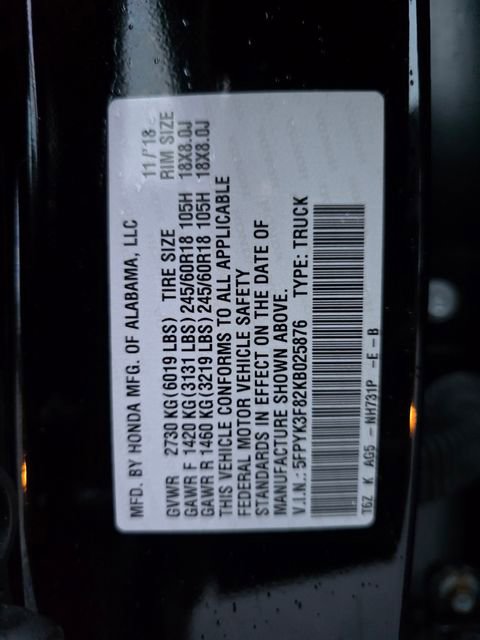 MFD. BY HONDA MFG. OF ALABAMA, LLC 11/'18
GVWR 2730 KG(6019 LBS) TIRE SIZE RIM SIZE
GAWR F 1420 KG(3131 LBS) 245/60R18 105H 18X8.0J
GAWR R 1460 KG(3219 LBS) 245/60R18 105H 18X8.0J
THIS VEHICLE CONFORMS TO ALL APPLICABLE
FEDERAL MOTOR VEHICLE SAFETY
STANDARDS IN EFFECT ON THE DATE OF
MANUFACTURE SHOWN ABOVE.
V.I.N.: 5FPYK3F82KB025876 TYPE: TRUCK
T6Z K AG5 -NH731P -E-B